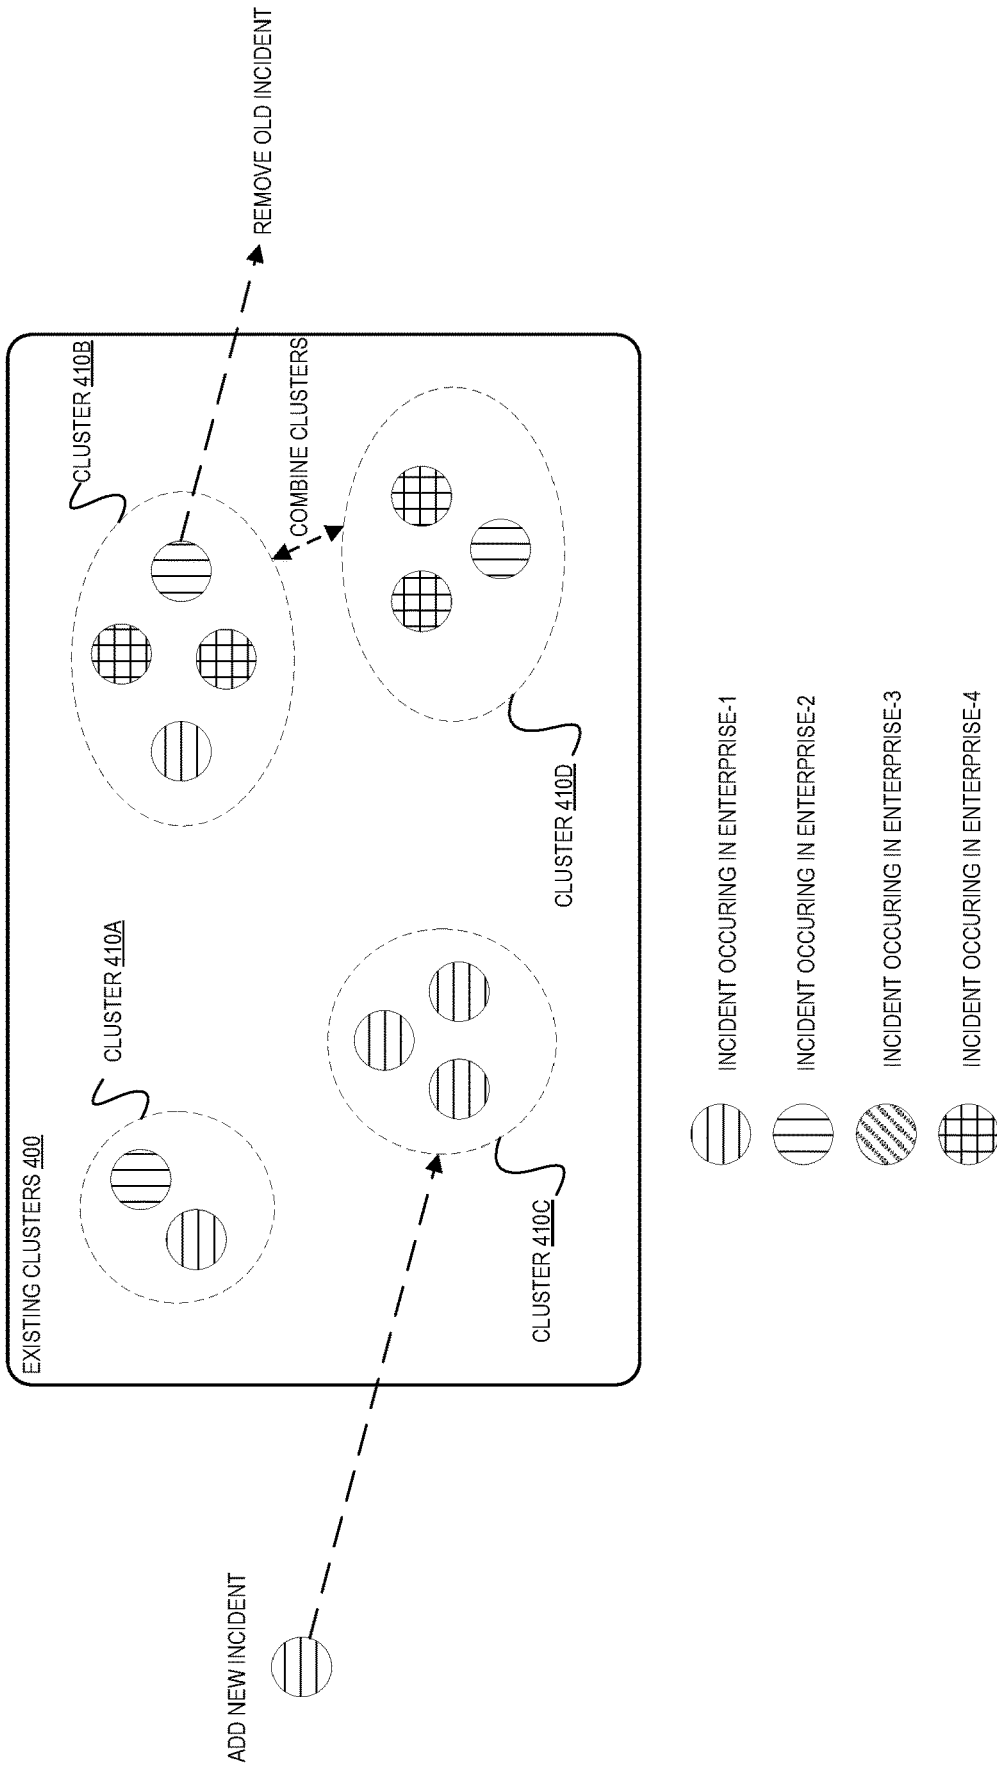 ADD NEW INCIDENT
EXISTING CLUSTERS 400
CLUSTER 410A
CLUSTER 410B
REMOVE OLD INCIDENT
COMBINE CLUSTERS
CLUSTER 410C
CLUSTER 410D
INCIDENT OCCURING IN ENTERPRISE-1
INCIDENT OCCURING IN ENTERPRISE-2
INCIDENT OCCURING IN ENTERPRISE-3
INCIDENT OCCURING IN ENTERPRISE-4